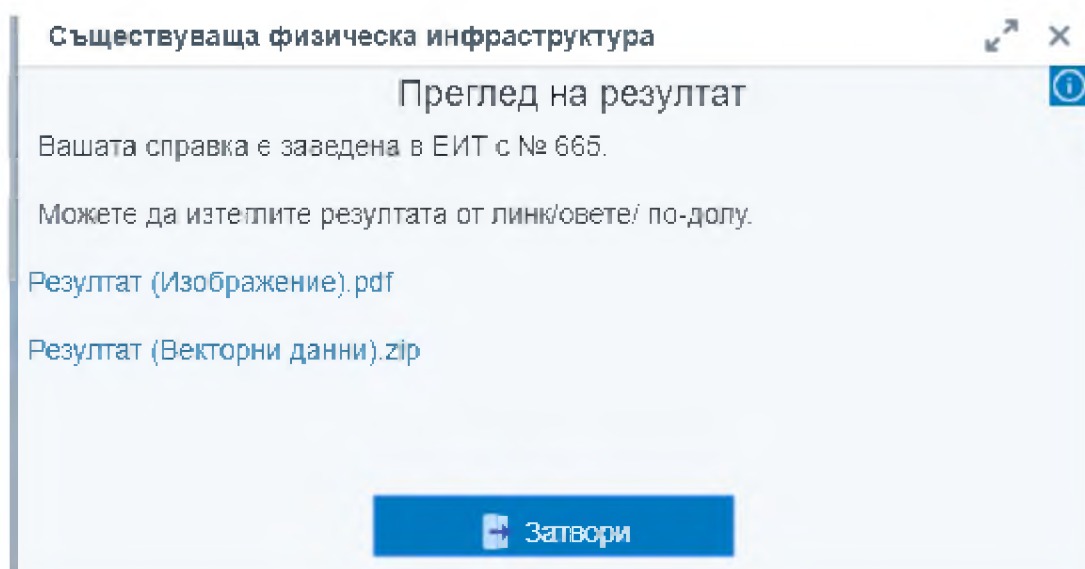 Съществуваща физическа инфраструктура
Преглед на резултат
Вашата справка е заведена в ЕИТ с № 665.
Можете да изтеглите резултата от линк/овете/ по-долу.
Резултат (Изображение).pdf
Резултат (Векторни данни).zip
Затвори